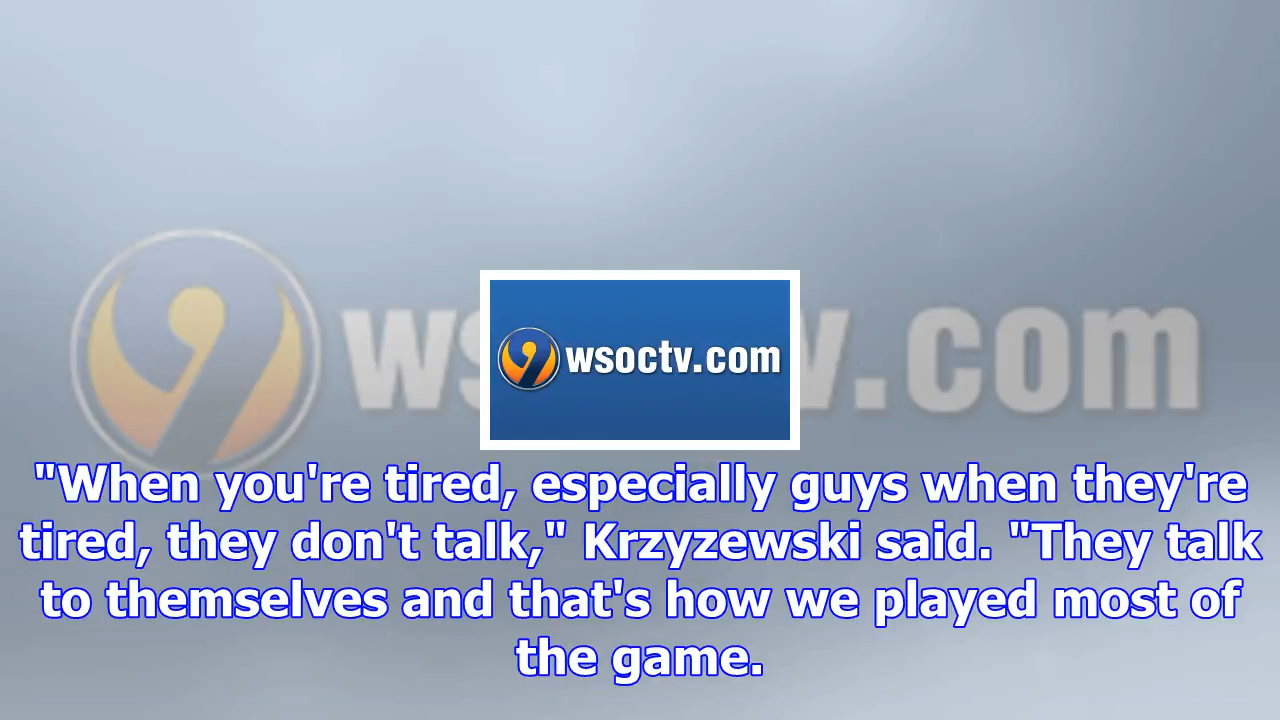 wsoctv.com
"When you're tired, especially guys when they're
tired, they don't talk," Krzyzewski said. "They talk
to themselves and that's how we played most of
the game.